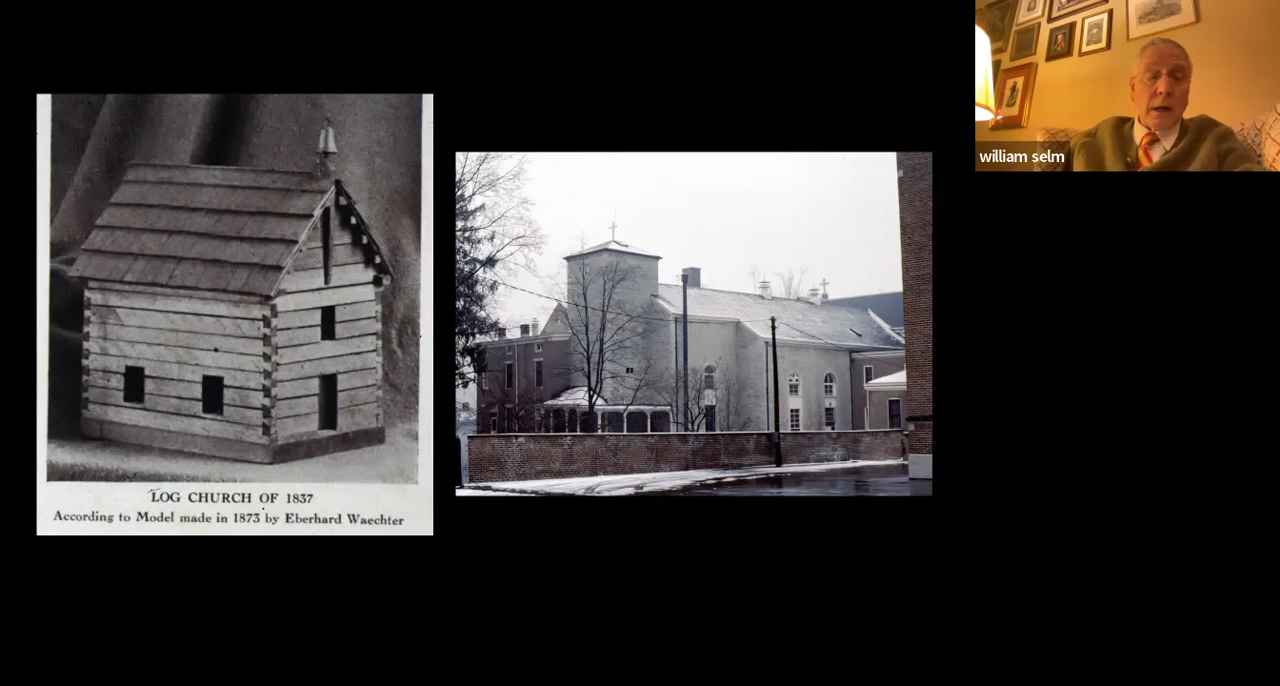 william selm
LOG CHURCH OF 1837
According to Model made in 1873 by Eberhard Waechter